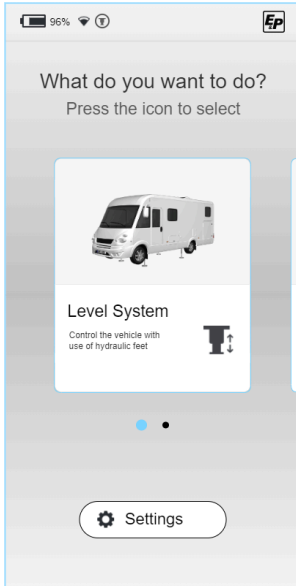 96%
EP
What do you want to do?
Press the icon to select
Level System
Control the vehicle with
use of hydraulic feet
Settings